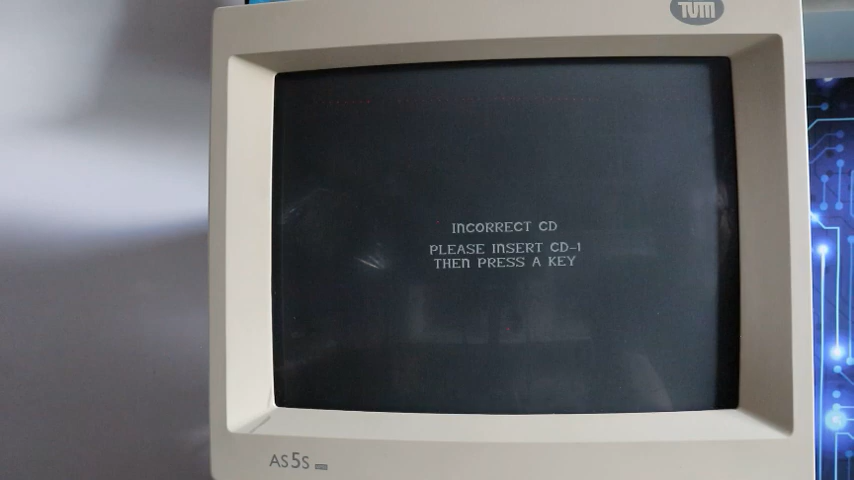 TVM
INCORRECT CD
PLEASE INSERT CD-1
THEN PRESS A KEY
AS5S